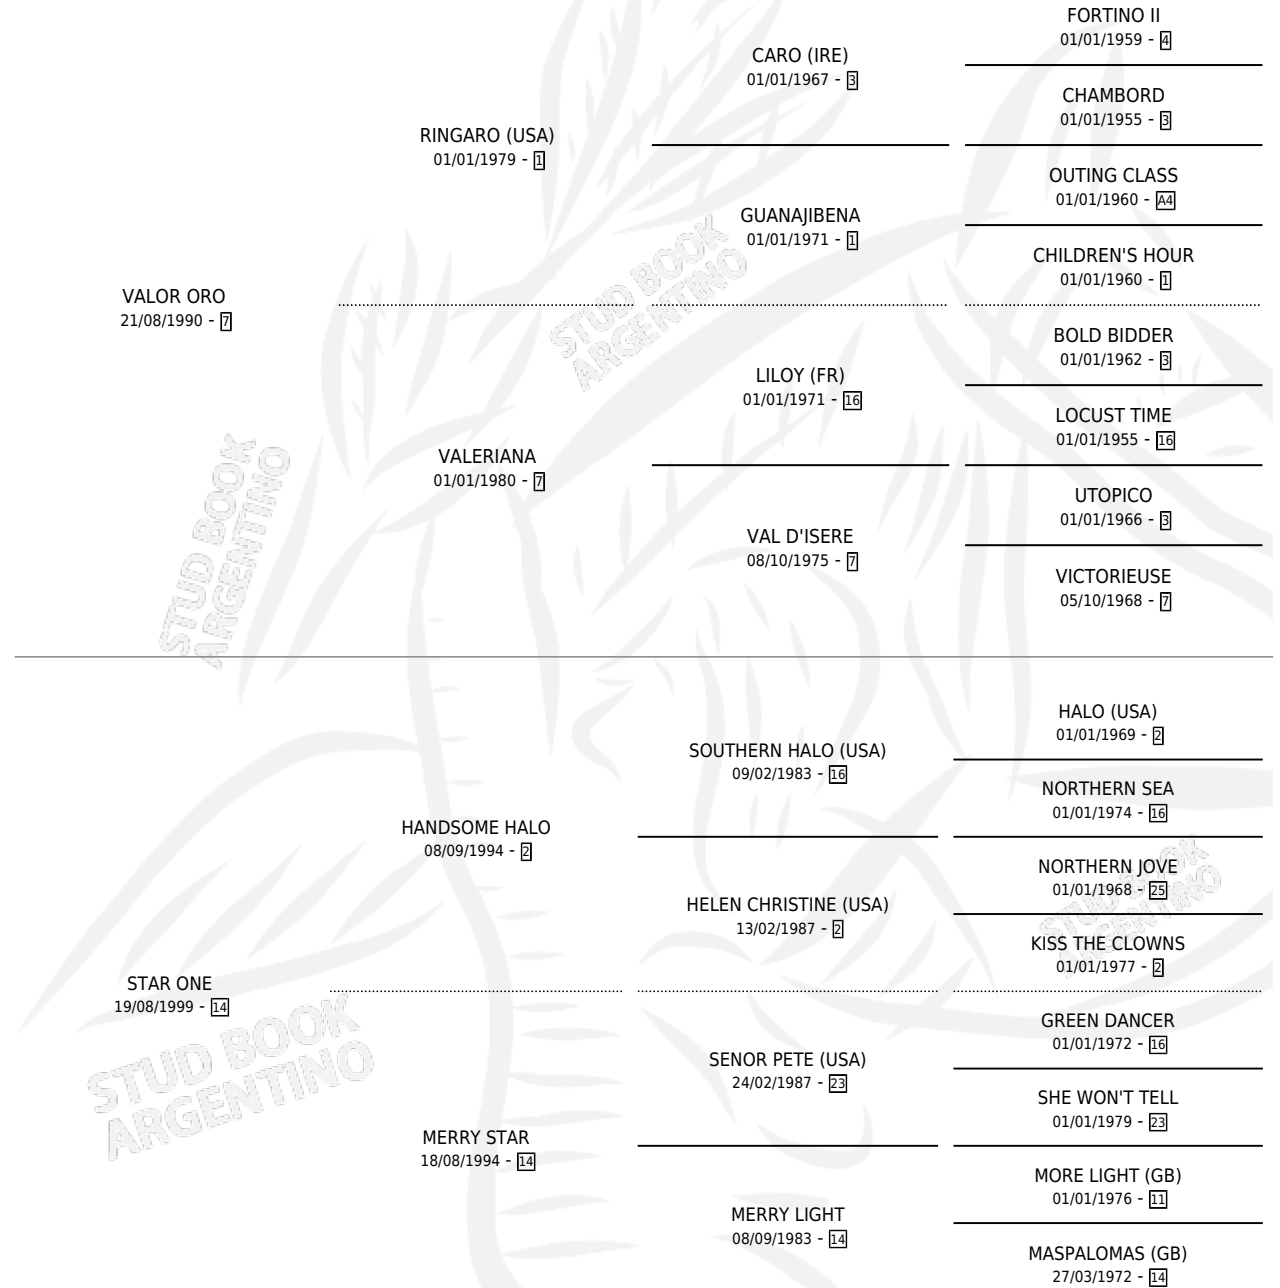 FORTINO II
01/01/1959 - 4
CARO (IRE)
01/01/1967 - 3
CHAMBORD
01/01/1955 - 3
RINGARO (USA)
01/01/1979 - 1
OUTING CLASS
01/01/1960 - A4
GUANAJIBENA
01/01/1971 - 1
CHILDREN'S HOUR
01/01/1960 - 1
VALOR ORO
21/08/1990 - 7
STUD BOOK
ARGENTINO
BOLD BIDDER
01/01/1962 - 3
LILOY (FR)
01/01/1971 - 16
LOCUST TIME
01/01/1955 - 16
VALERIANA
01/01/1980 - 7
UTOPICO
01/01/1966 - 3
VAL D'ISERE
08/10/1975 - 7
VICTORIEUSE
05/10/1968 - 7
STUD BOOK
ARGENTINO
HALO (USA)
01/01/1969 - 2
SOUTHERN HALO (USA)
09/02/1983 - 16
NORTHERN SEA
01/01/1974 - 16
HANDSOME HALO
08/09/1994 - 2
NORTHERN JOVE
01/01/1968 - 25
HELEN CHRISTINE (USA)
13/02/1987 - 2
KISS THE CLOWNS
01/01/1977 - 2
STUD BOOK
ARGENTINO
STAR ONE
19/08/1999 - 14
GREEN DANCER
01/01/1972 - 16
SENOR PETE (USA)
24/02/1987 - 23
SHE WON'T TELL
01/01/1979 - 23
STUD BOOK
ARGENTINO
MERRY STAR
18/08/1994 - 14
MORE LIGHT (GB)
01/01/1976 - 11
MERRY LIGHT
08/09/1983 - 14
MASPALOMAS (GB)
27/03/1972 - 14